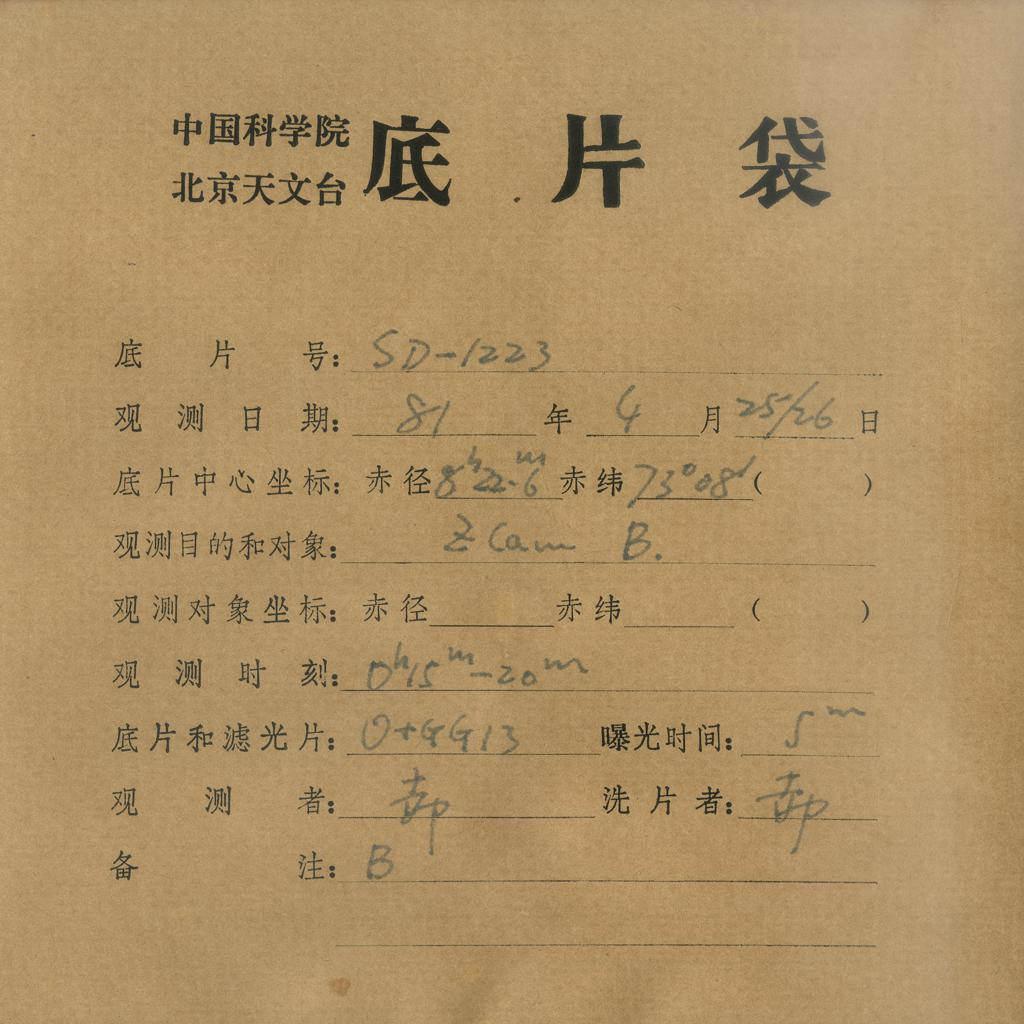 中国科学院
北京天文台 底片袋
底片号: SD-1223
观测日期: 81 年 4 月 25/26 日
底片中心坐标: 赤径 8h22m.6 赤纬 73°08′ ( )
观测目的和对象: Z Cam B.
观测对象坐标: 赤径 赤纬 ( )
观测时刻: 0h15m-20m
底片和滤光片: O+GG13 曝光时间: 5m
观测者: 洗片者:
备注: B